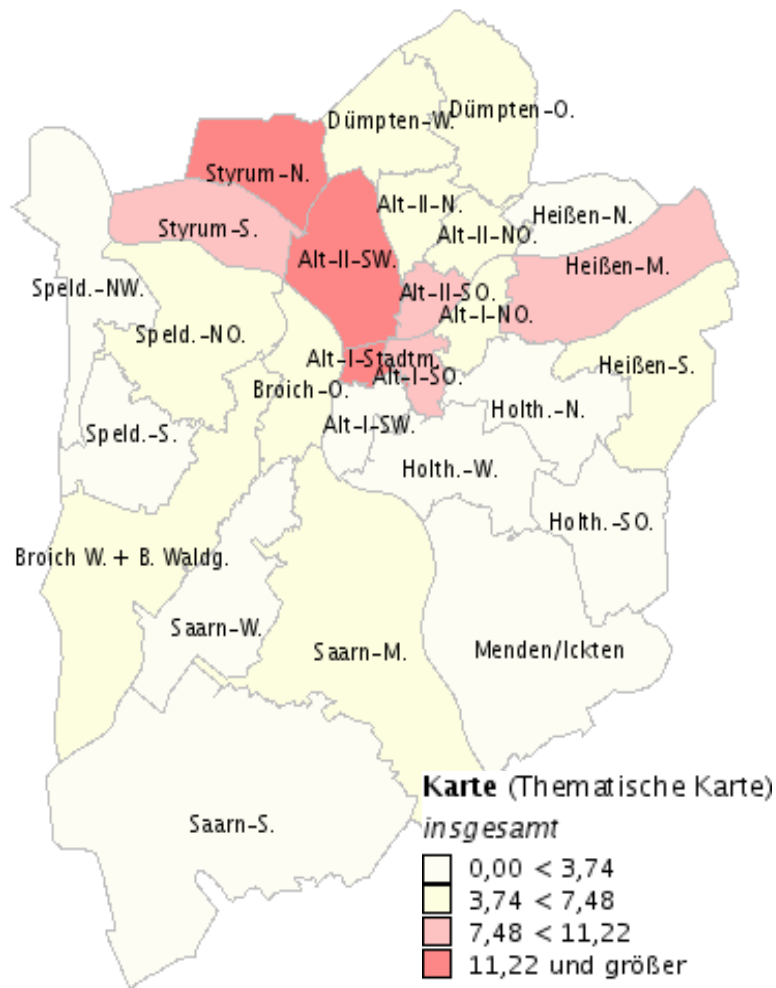 Dümpten-O.
Dümpten-W.
Styrum-N.
Alt-II-N.
Heißen-N.
Styrum-S.
Alt-II-NO.
Alt-II-SW.
Heißen-M.
Speld.-NW.
Alt-II-SO.
Alt-I-NO.
Speld.-NO.
Alt-I-Stadtm.
Heißen-S.
Alt-I-SO.
Broich-O.
Holth.-N.
Alt-I-SW.
Speld.-S.
Holth.-W.
Holth.-SO.
Broich W. + B. Waldg.
Saarn-W.
Saarn-M.
Menden/Ickten
Saarn-S.
Karte (Thematische Karte)
insgesamt
0,00 < 3,74
3,74 < 7,48
7,48 < 11,22
11,22 und größer